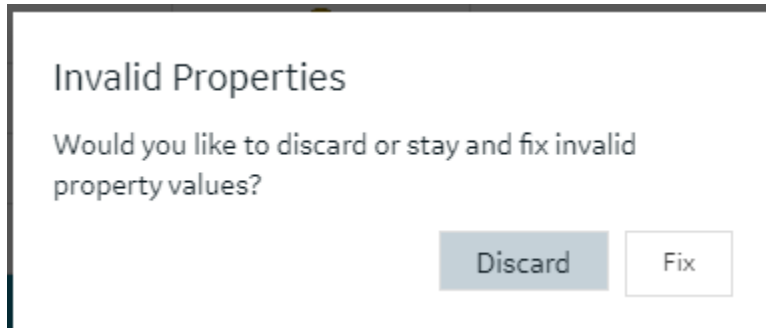 Invalid Properties
Would you like to discard or stay and fix invalid
property values?
Discard Fix